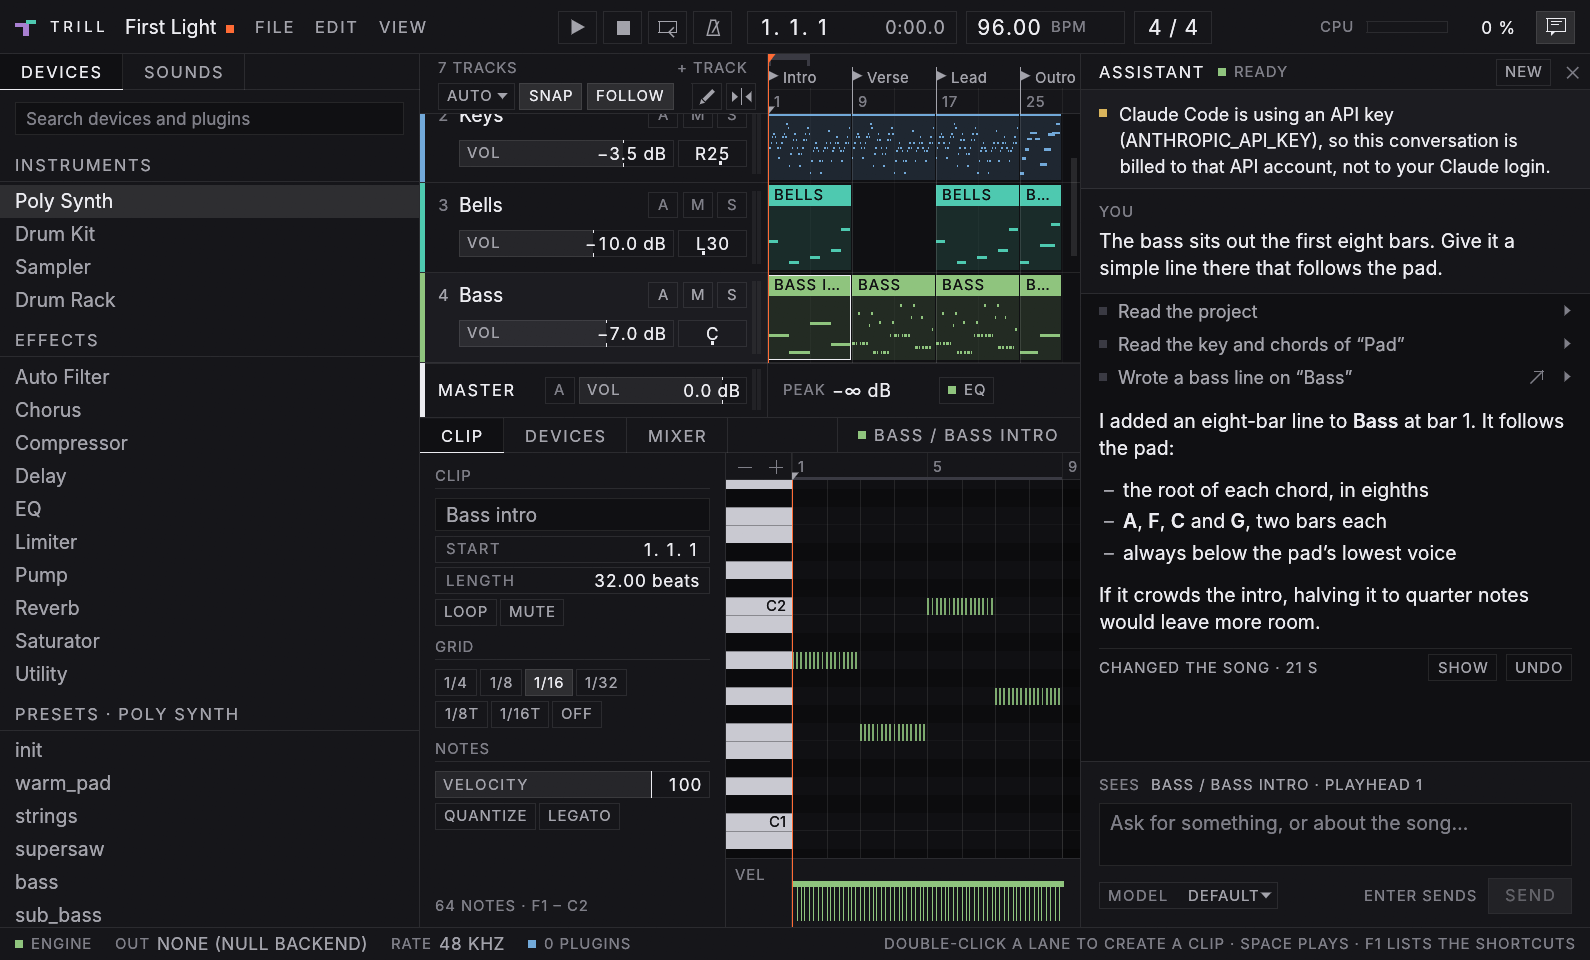 TRILL
First Light
FILE
EDIT
VIEW
1. 1. 1
0:00.0
96.00 BPM
4 / 4
CPU
0 %
DEVICES
SOUNDS
Search devices and plugins
INSTRUMENTS
Poly Synth
Drum Kit
Sampler
Drum Rack
EFFECTS
Auto Filter
Chorus
Compressor
Delay
EQ
Limiter
Pump
Reverb
Saturator
Utility
PRESETS · POLY SYNTH
init
warm_pad
strings
supersaw
bass
sub_bass
7 TRACKS
+ TRACK
AUTO
SNAP
FOLLOW
Intro
Verse
Lead
Outro
1
9
17
25
2 Keys
A M S
VOL −3.5 dB
R25
3 Bells
A M S
VOL −10.0 dB
L30
BELLS
BELLS
B...
4 Bass
A M S
VOL −7.0 dB
C
BASS I...
BASS
BASS
B...
MASTER
A
VOL 0.0 dB
PEAK −∞ dB
EQ
CLIP
DEVICES
MIXER
BASS / BASS INTRO
CLIP
Bass intro
START 1. 1. 1
LENGTH 32.00 beats
LOOP
MUTE
GRID
1/4 1/8 1/16 1/32
1/8T 1/16T OFF
NOTES
VELOCITY 100
QUANTIZE
LEGATO
64 NOTES · F1 – C2
1
5
9
C2
C1
VEL
ASSISTANT
READY
NEW
Claude Code is using an API key
(ANTHROPIC_API_KEY), so this conversation is
billed to that API account, not to your Claude login.
YOU
The bass sits out the first eight bars. Give it a
simple line there that follows the pad.
Read the project
Read the key and chords of “Pad”
Wrote a bass line on “Bass”
I added an eight-bar line to Bass at bar 1. It follows
the pad:
– the root of each chord, in eighths
– A, F, C and G, two bars each
– always below the pad’s lowest voice
If it crowds the intro, halving it to quarter notes
would leave more room.
CHANGED THE SONG · 21 S
SHOW
UNDO
SEES BASS / BASS INTRO · PLAYHEAD 1
Ask for something, or about the song...
MODEL DEFAULT
ENTER SENDS
SEND
ENGINE
OUT NONE (NULL BACKEND)
RATE 48 KHZ
0 PLUGINS
DOUBLE-CLICK A LANE TO CREATE A CLIP · SPACE PLAYS · F1 LISTS THE SHORTCUTS